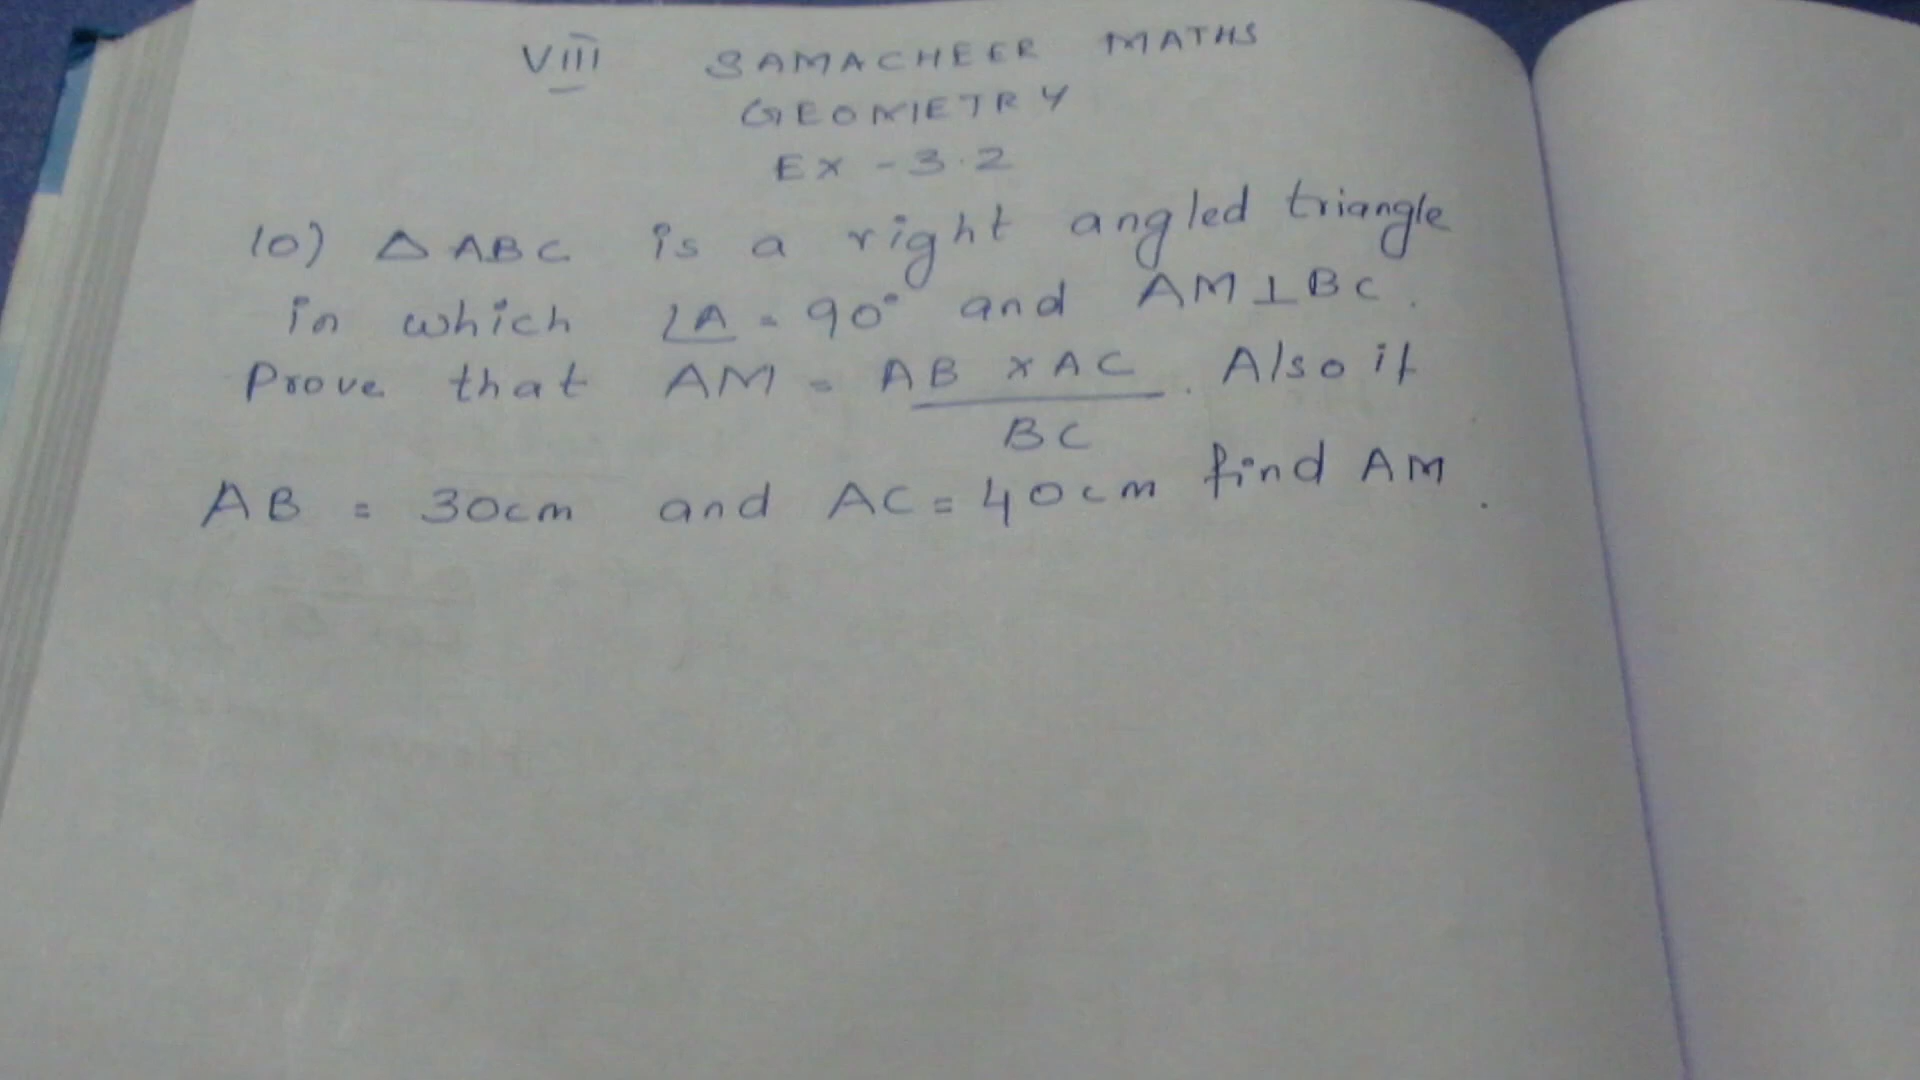 VIII SAMACHEER MATHS
GEOMETRY
EX - 3.2
10) △ ABC is a right angled triangle
in which ∠A = 90° and AM ⊥ BC.
Prove that AM = AB × AC. Also if
BC
AB = 30cm and AC = 40cm find AM.